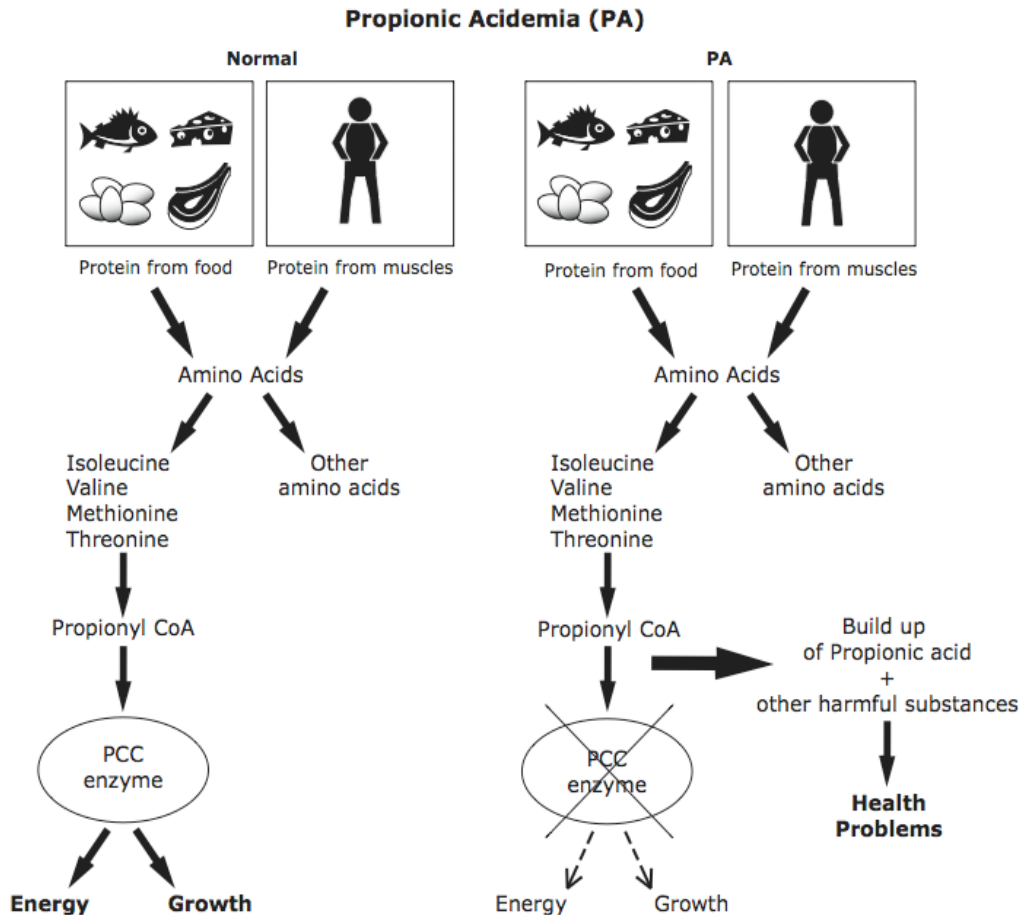 Propionic Acidemia (PA)
Normal
Protein from food
Protein from muscles
Amino Acids
Isoleucine
Valine
Methionine
Threonine
Other
amino acids
Propionyl CoA
PCC
enzyme
Energy
Growth
PA
Protein from food
Protein from muscles
Amino Acids
Isoleucine
Valine
Methionine
Threonine
Other
amino acids
Propionyl CoA
Build up
of Propionic acid
+
other harmful substances
PCC
enzyme
Health
Problems
Energy
Growth